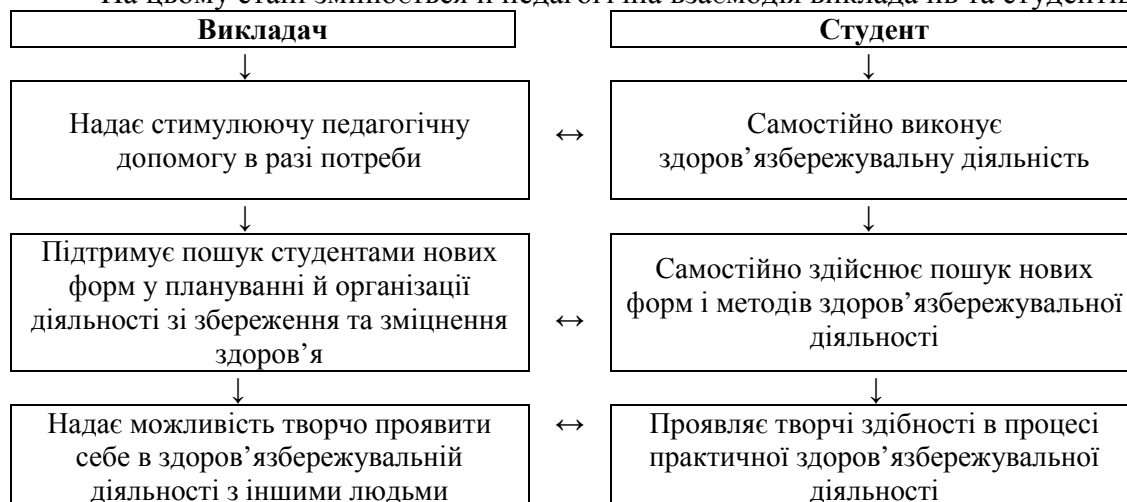 На цьому етапі змінюється й педагогічна взаємодія викладачів та студентів
Викладач
Студент
↓
↓
Надає стимулюючу педагогічну
допомогу в разі потреби
↔
Самостійно виконує
здоров’язбережувальну діяльність
↓
↓
Підтримує пошук студентами нових
форм у плануванні й організації
діяльності зі збереження та зміцнення
здоров’я
↔
Самостійно здійснює пошук нових
форм і методів здоров’язбережувальної
діяльності
↓
↓
Надає можливість творчо проявити
себе в здоров’язбережувальній
діяльності з іншими людьми
↔
Проявляє творчі здібності в процесі
практичної здоров’язбережувальної
діяльності